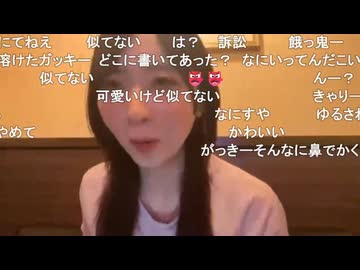 にてねえ 似てない は? 訴訟 餓っ鬼ー
溶けたガッキー どこに書いてあった? なにいってんだこい
似てない 👹👹 んー?
可愛いけど似てない きゃりー
なにすや ゆるさね
やめて かわいい
がっきーそんなに鼻でかく